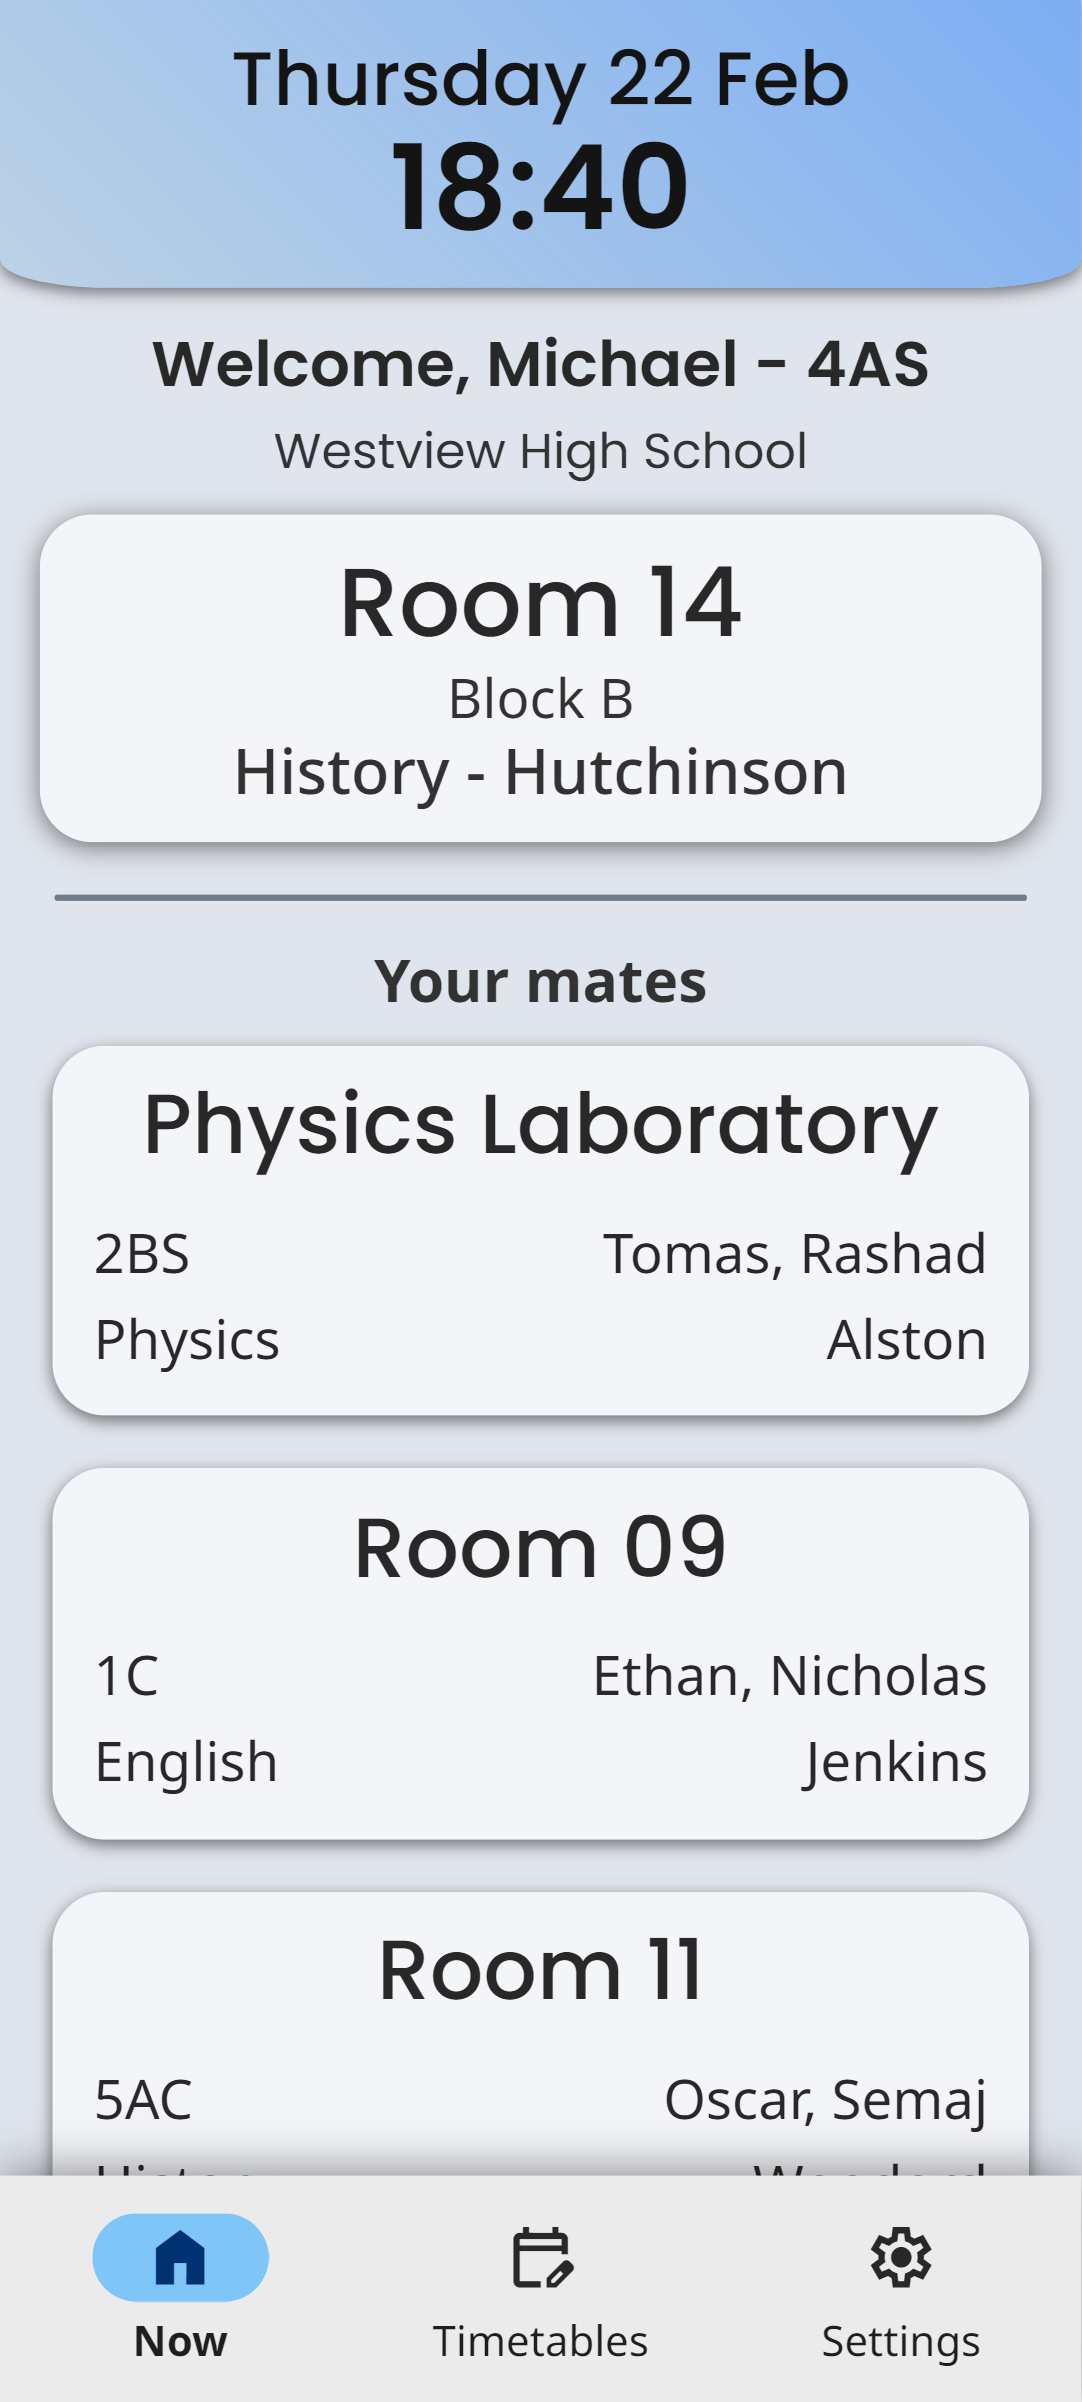 Thursday 22 Feb
18:40
Welcome, Michael - 4AS
Westview High School
Room 14
Block B
History - Hutchinson
Your mates
Physics Laboratory
2BS Tomas, Rashad
Physics Alston
Room 09
1C Ethan, Nicholas
English Jenkins
Room 11
5AC Oscar, Semaj
Now Timetables Settings